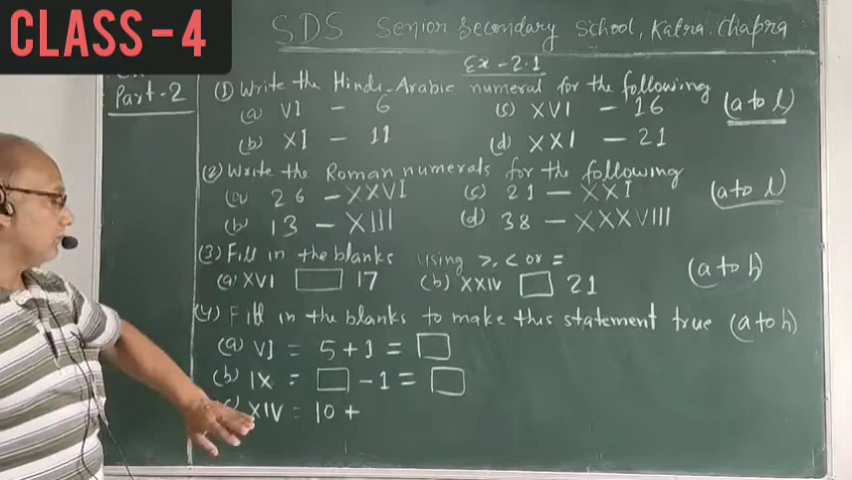 CLASS - 4
SDS Senior Secondary School, Katra. Chapra
Ex - 2.1
Part - 2
(1) Write the Hindu-Arabic numeral for the following
(a) VI - 6 (c) XVI - 16 (a to l)
(b) XI - 11 (d) XXI - 21
(2) Write the Roman numerals for the following
(a) 26 - XXVI (c) 21 - XXI (a to l)
(b) 13 - XIII (d) 38 - XXXVIII
(3) Fill in the blanks using >, < or =
(a) XVI 17 (b) XXIV 21 (a to h)
(4) Fill in the blanks to make this statement true (a to h)
(a) VI = 5 + 1 =
(b) IX = - 1 =
XIV = 10 +